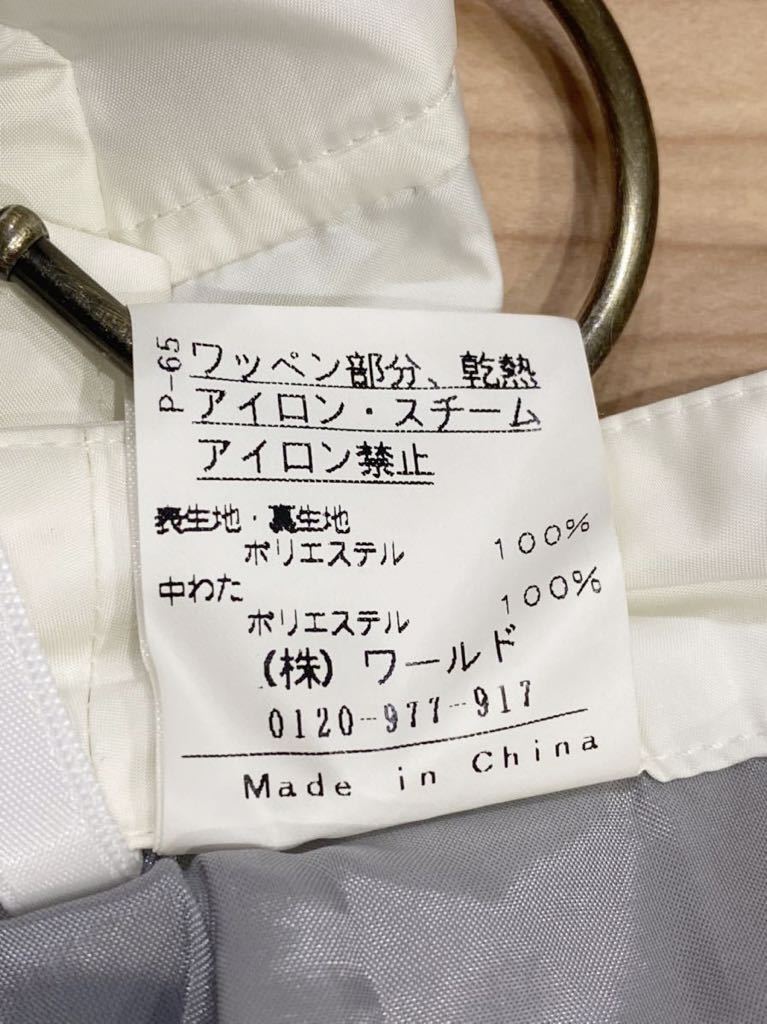 P-65
ワッペン部分、乾熱
アイロン・スチーム
アイロン禁止
表生地・裏生地
ポリエステル 100%
中わた
ポリエステル 100%
(株)ワールド
0120-977-917
Made in China